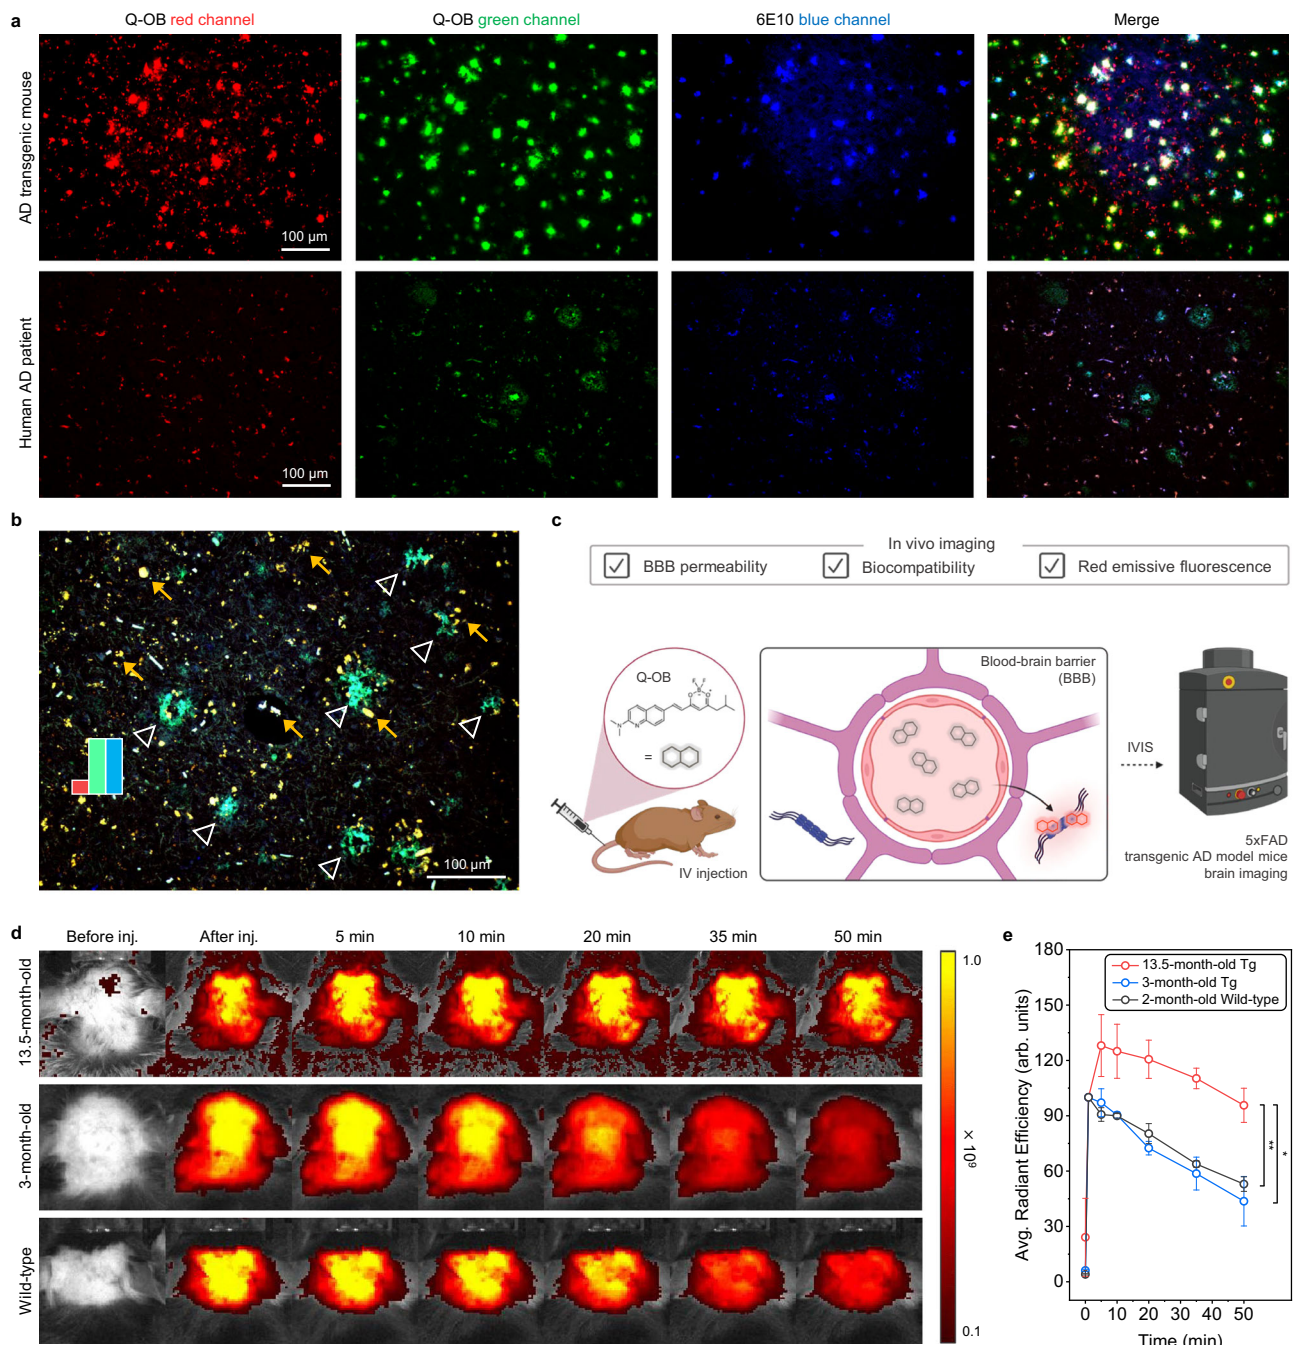 a
Q-OB red channel
Q-OB green channel
6E10 blue channel
Merge
AD transgenic mouse
100 µm
Human AD patient
100 µm
b
100 µm
c
In vivo imaging
BBB permeability
Biocompatibility
Red emissive fluorescence
Q-OB
=
IV injection
Blood-brain barrier
(BBB)
IVIS
5xFAD
transgenic AD model mice
brain imaging
d
Before inj.
After inj.
5 min
10 min
20 min
35 min
50 min
13.5-month-old
3-month-old
Wild-type
1.0
× 10⁹
0.1
e
Avg. Radiant Efficiency (arb. units)
180
150
120
90
60
30
0
13.5-month-old Tg
3-month-old Tg
2-month-old Wild-type
**
*
0
10
20
30
40
50
Time (min)